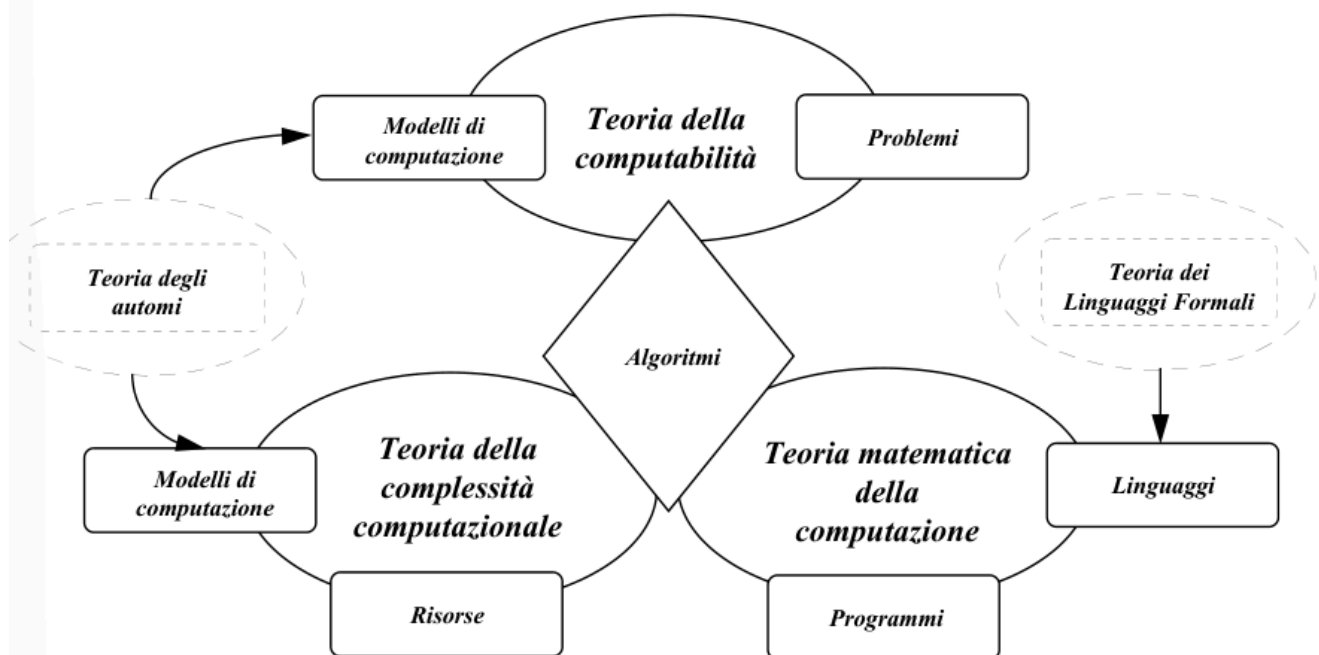 Teoria della
computabilità
Modelli di
computazione
Problemi
Teoria degli
automi
Teoria dei
Linguaggi Formali
Algoritmi
Teoria della
complessità
computazionale
Teoria matematica
della
computazione
Modelli di
computazione
Linguaggi
Risorse
Programmi